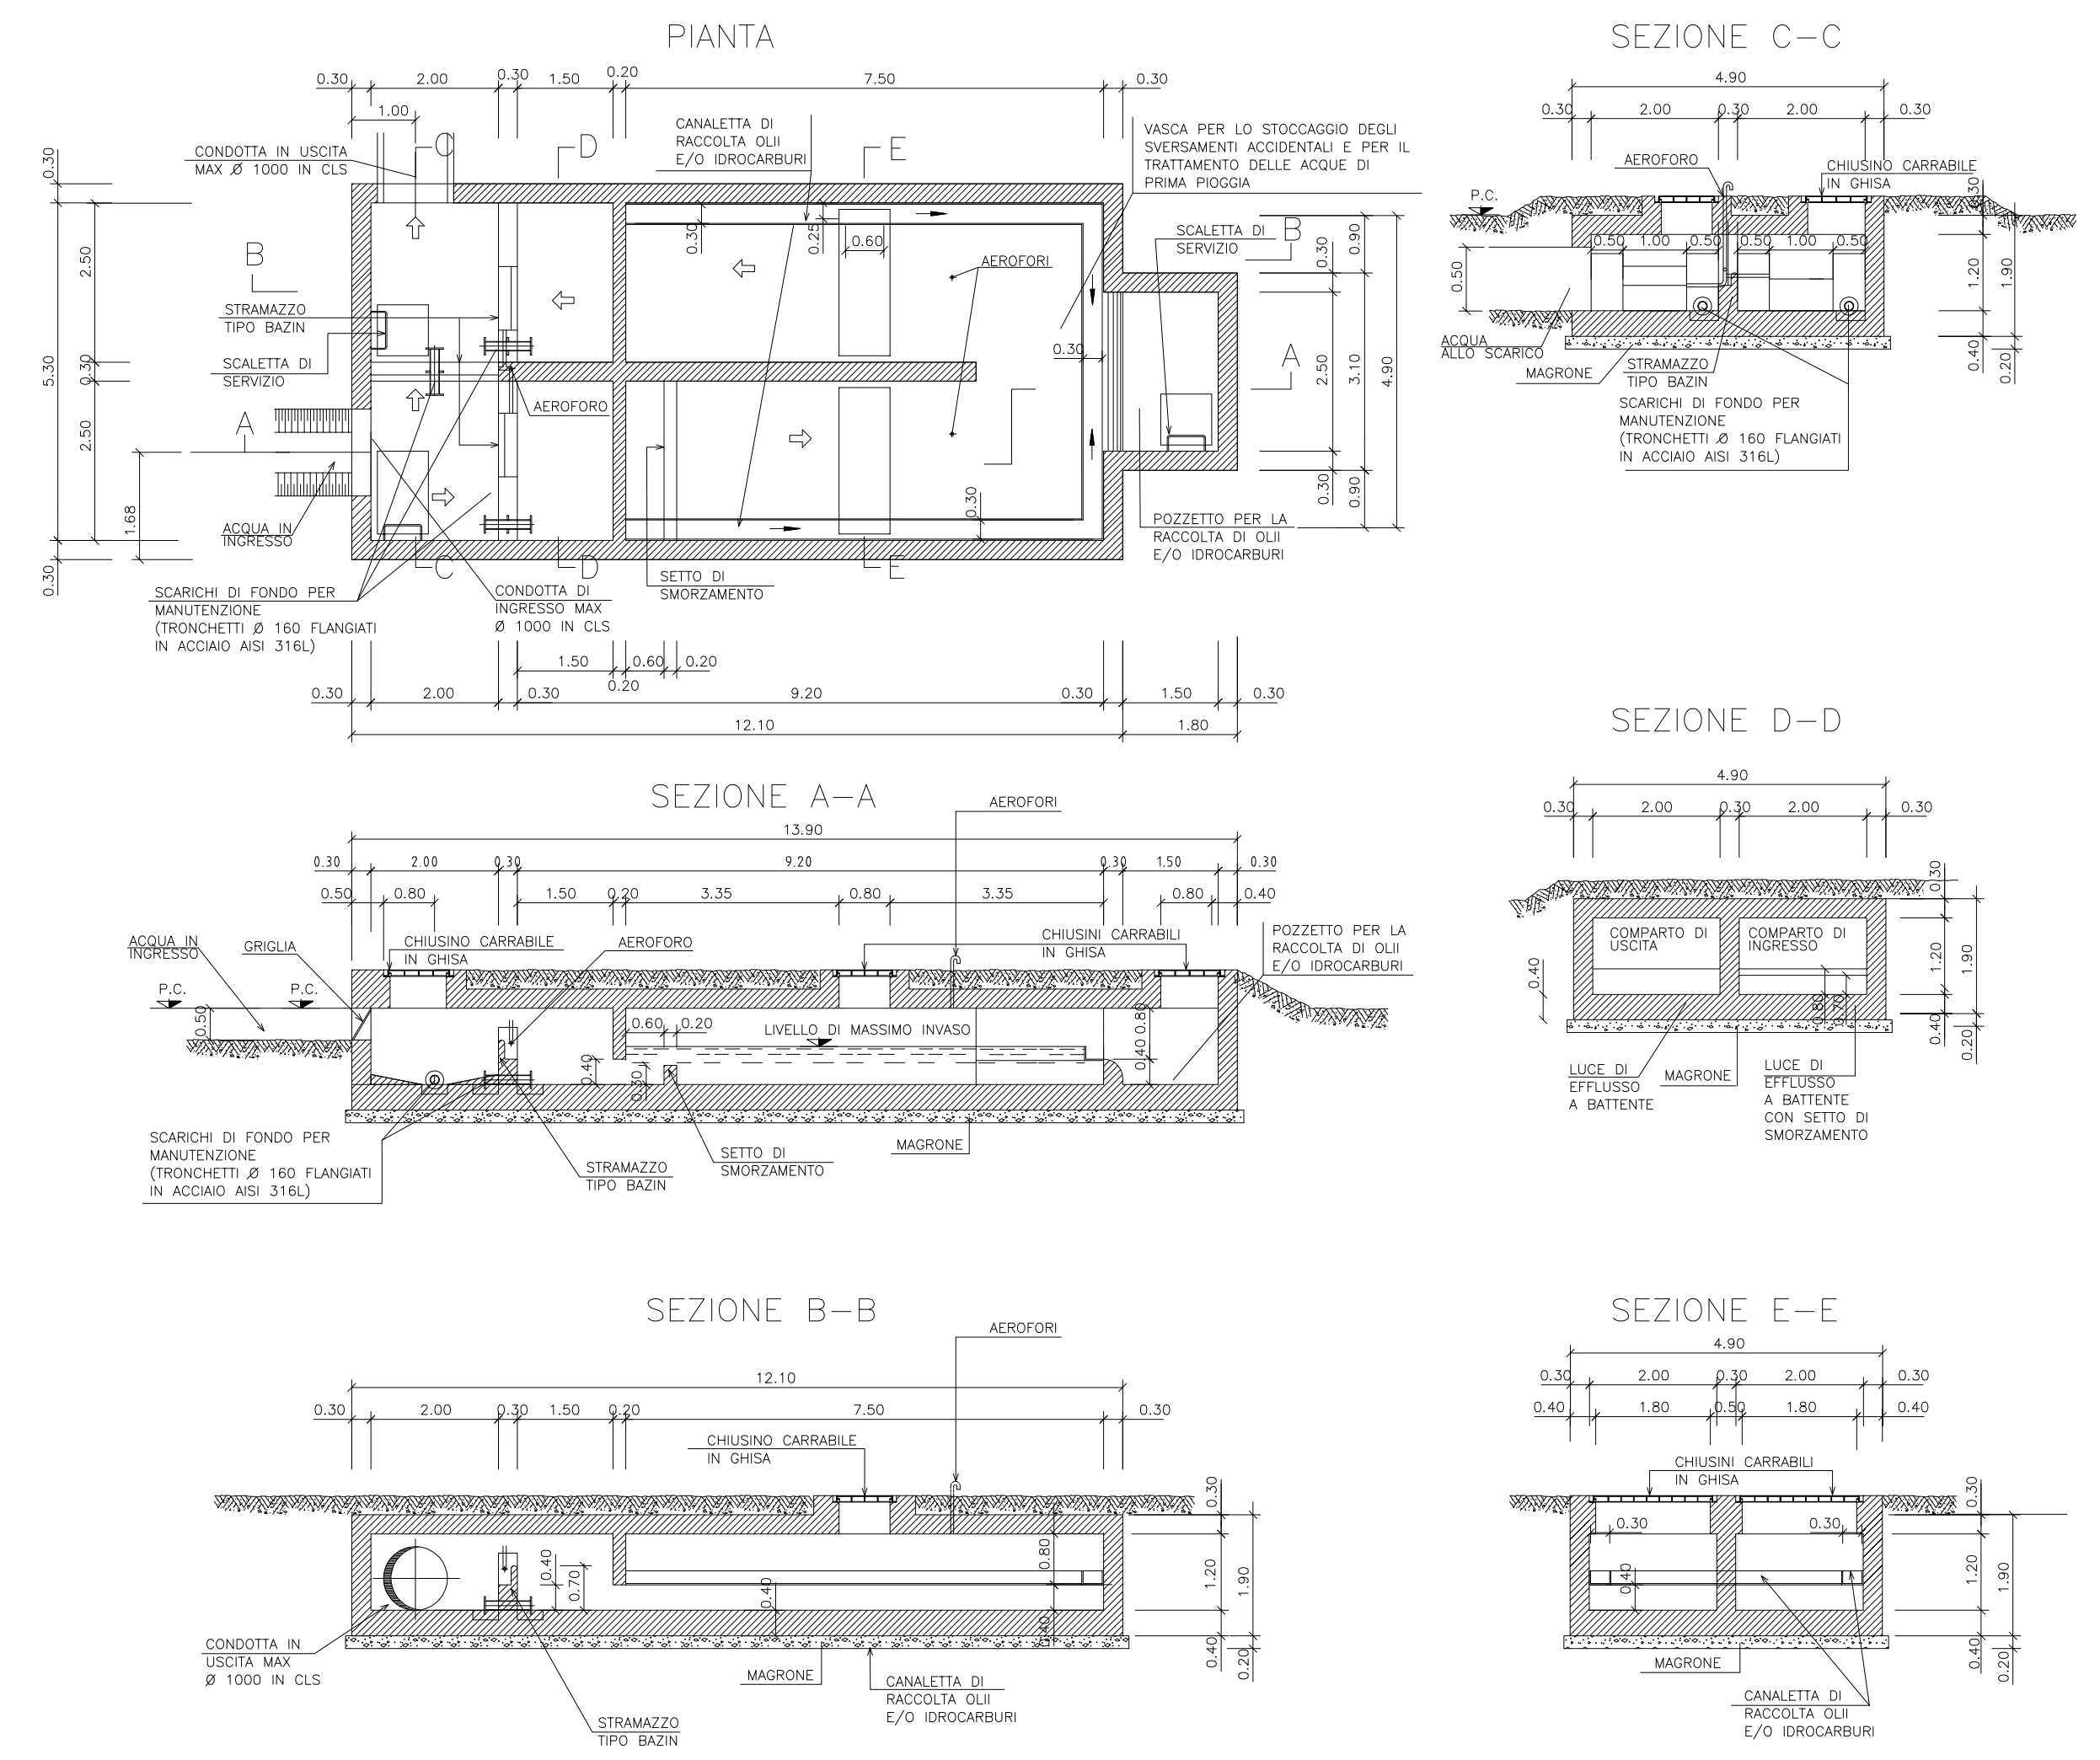 PIANTA
0.30
2.00
0.30
1.50
0.20
7.50
0.30
1.00
CONDOTTA IN USCITA
MAX Ø 1000 IN CLS
C
D
CANALETTA DI
RACCOLTA OLII
E/O IDROCARBURI
E
VASCA PER LO STOCCAGGIO DEGLI
SVERSAMENTI ACCIDENTALI E PER IL
TRATTAMENTO DELLE ACQUE DI
PRIMA PIOGGIA
0.30
5.30
0.30
2.50
0.30
2.50
1.68
B
STRAMAZZO
TIPO BAZIN
SCALETTA DI
SERVIZIO
A
ACQUA IN
INGRESSO
0.30
0.25
0.60
AEROFORI
AEROFORO
0.30
0.30
SCALETTA DI
SERVIZIO
B
A
0.30
2.50
0.30
0.90
3.10
0.90
4.90
POZZETTO PER LA
RACCOLTA DI OLII
E/O IDROCARBURI
C
D
E
SETTO DI
SMORZAMENTO
CONDOTTA DI
INGRESSO MAX
Ø 1000 IN CLS
SCARICHI DI FONDO PER
MANUTENZIONE
(TRONCHETTI Ø 160 FLANGIATI
IN ACCIAIO AISI 316L)
1.50
0.20
0.60
0.20
0.30
2.00
0.30
9.20
0.30
1.50
0.30
12.10
1.80
SEZIONE C-C
4.90
0.30
2.00
0.30
2.00
0.30
AEROFORO
CHIUSINO CARRABILE
IN GHISA
P.C.
0.50
1.00
0.50
0.50
1.00
0.50
0.50
0.30
1.20
1.90
0.40
0.20
ACQUA
ALLO SCARICO
MAGRONE
STRAMAZZO
TIPO BAZIN
SCARICHI DI FONDO PER
MANUTENZIONE
(TRONCHETTI Ø 160 FLANGIATI
IN ACCIAIO AISI 316L)
SEZIONE D-D
4.90
0.30
2.00
0.30
2.00
0.30
COMPARTO DI
USCITA
COMPARTO DI
INGRESSO
0.40
0.80
0.70
0.30
1.20
1.90
0.40
0.20
LUCE DI
EFFLUSSO
A BATTENTE
MAGRONE
LUCE DI
EFFLUSSO
A BATTENTE
CON SETTO DI
SMORZAMENTO
SEZIONE A-A
AEROFORI
13.90
0.30
2.00
0.30
9.20
0.30
1.50
0.30
0.50
0.80
1.50
0.20
3.35
0.80
3.35
0.80
0.40
ACQUA IN
INGRESSO
GRIGLIA
CHIUSINO CARRABILE
IN GHISA
AEROFORO
CHIUSINI CARRABILI
IN GHISA
POZZETTO PER LA
RACCOLTA DI OLII
E/O IDROCARBURI
P.C.
P.C.
0.50
0.60
0.20
LIVELLO DI MASSIMO INVASO
0.40
0.30
0.80
0.40
SCARICHI DI FONDO PER
MANUTENZIONE
(TRONCHETTI Ø 160 FLANGIATI
IN ACCIAIO AISI 316L)
STRAMAZZO
TIPO BAZIN
SETTO DI
SMORZAMENTO
MAGRONE
SEZIONE B-B
AEROFORI
12.10
0.30
2.00
0.30
1.50
0.20
7.50
0.30
CHIUSINO CARRABILE
IN GHISA
0.40
0.70
0.40
0.80
0.40
0.30
1.20
1.90
0.40
0.20
CONDOTTA IN
USCITA MAX
Ø 1000 IN CLS
STRAMAZZO
TIPO BAZIN
MAGRONE
CANALETTA DI
RACCOLTA OLII
E/O IDROCARBURI
SEZIONE E-E
4.90
0.30
2.00
0.30
2.00
0.30
0.40
1.80
0.50
1.80
0.40
CHIUSINI CARRABILI
IN GHISA
0.30
0.30
0.40
0.30
1.20
1.90
0.40
0.20
MAGRONE
CANALETTA DI
RACCOLTA OLII
E/O IDROCARBURI